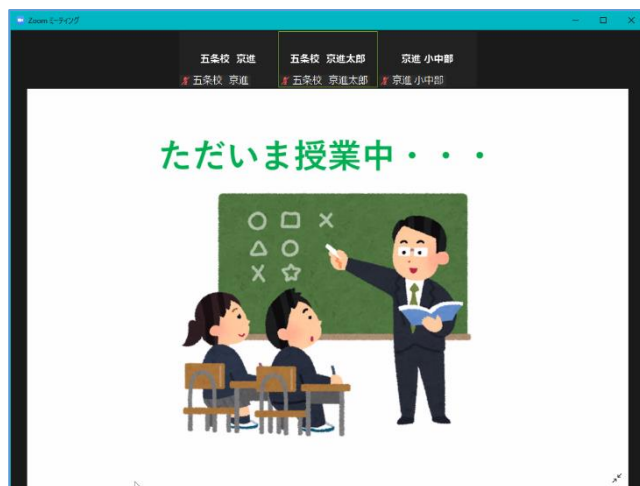 Zoom ミーティング
五条校 京進
五条校 京進太郎
京進 小中部
五条校 京進
五条校 京進太郎
京進 小中部
ただいま授業中・・・